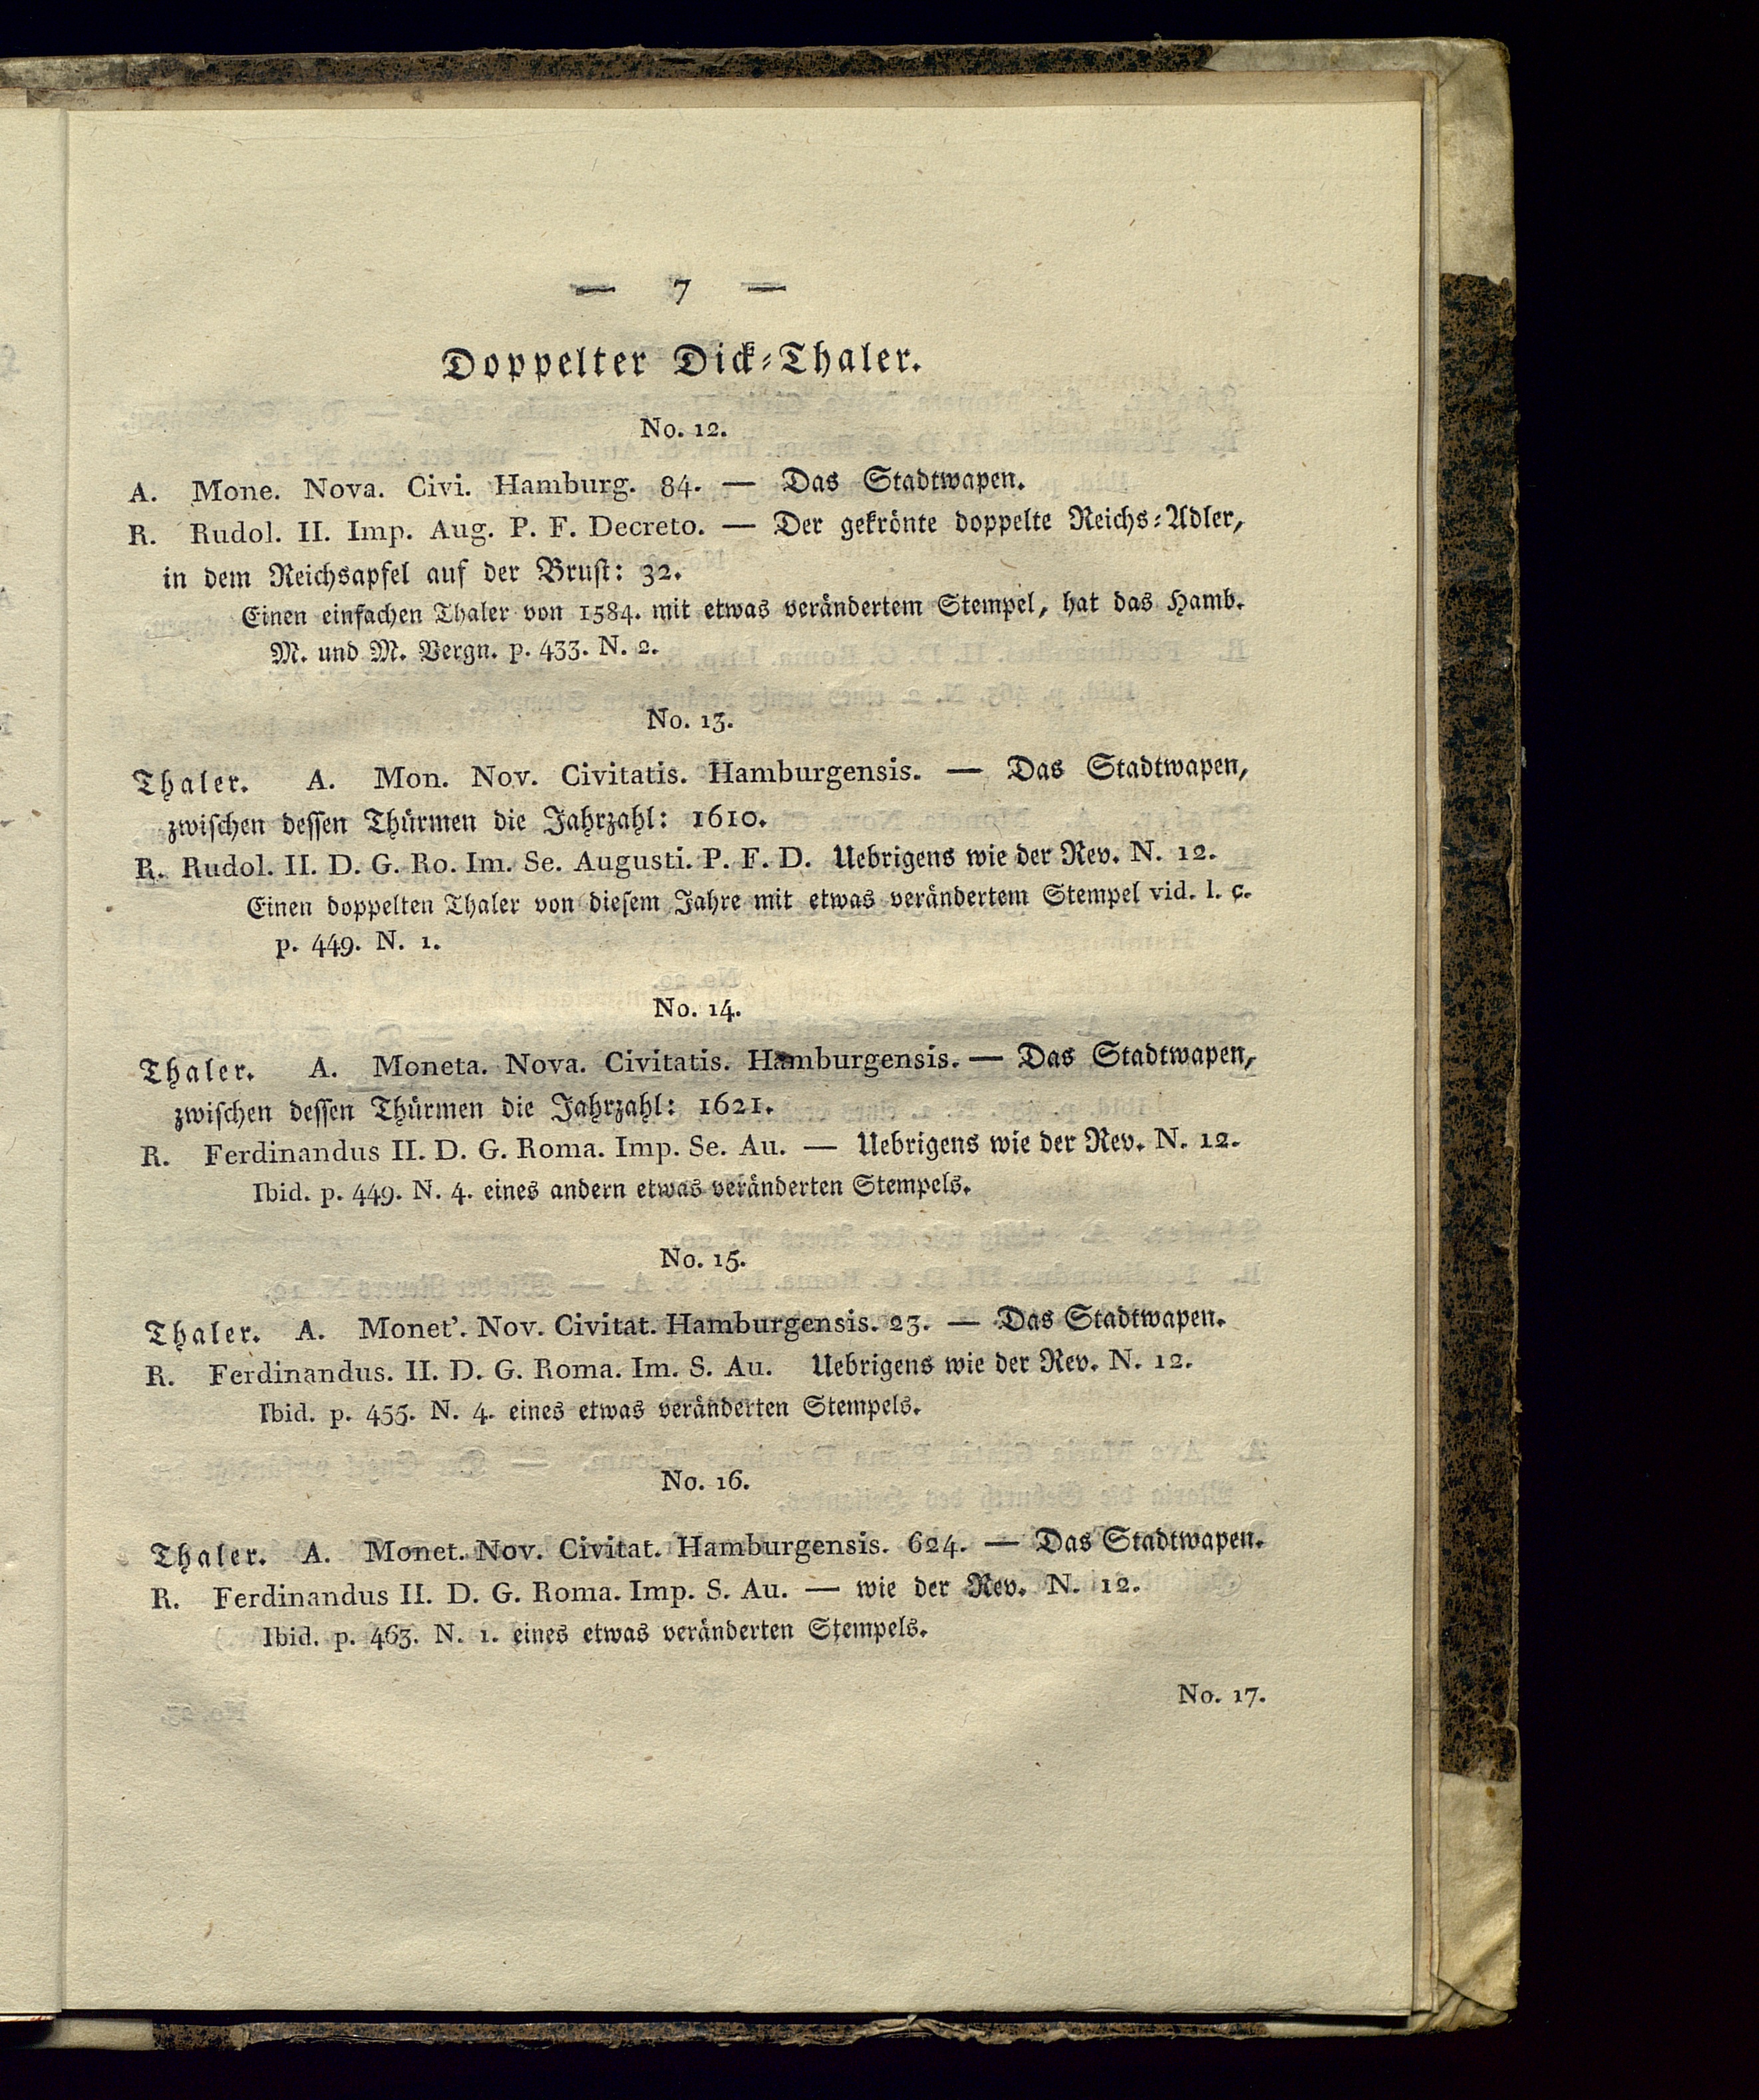 — 7 —
Doppelter Dick-Thaler.
No. 12.
A. Mone. Nova. Civi. Hamburg. 84. — Das Stadtwapen.
R. Rudol. II. Imp. Aug. P. F. Decreto. — Der gekrönte doppelte Reichs-Adler,
in dem Reichsapfel auf der Brust: 32.
Einen einfachen Thaler von 1584. mit etwas verändertem Stempel, hat das Hamb.
M. und M. Vergn. p. 433. N. 2.
No. 13.
Thaler. A. Mon. Nov. Civitatis. Hamburgensis. — Das Stadtwapen,
zwischen dessen Thürmen die Jahrzahl: 1610.
R. Rudol. II. D. G. Ro. Im. Se. Augusti. P. F. D. Uebrigens wie der Rev. N. 12.
Einen doppelten Thaler von diesem Jahre mit etwas verändertem Stempel vid. l. c.
p. 449. N. 1.
No. 14.
Thaler. A. Moneta. Nova. Civitatis. Hamburgensis. — Das Stadtwapen,
zwischen dessen Thürmen die Jahrzahl: 1621.
R. Ferdinandus II. D. G. Roma. Imp. Se. Au. — Uebrigens wie der Rev. N. 12.
Ibid. p. 449. N. 4. eines andern etwas veränderten Stempels.
No. 15.
Thaler. A. Monet'. Nov. Civitat. Hamburgensis. 23. — Das Stadtwapen.
R. Ferdinandus. II. D. G. Roma. Im. S. Au. Uebrigens wie der Rev. N. 12.
Ibid. p. 455. N. 4. eines etwas veränderten Stempels.
No. 16.
Thaler. A. Monet. Nov. Civitat. Hamburgensis. 624. — Das Stadtwapen.
R. Ferdinandus II. D. G. Roma. Imp. S. Au. — wie der Rev. N. 12.
Ibid. p. 463. N. 1. eines etwas veränderten Stempels.
No. 17.